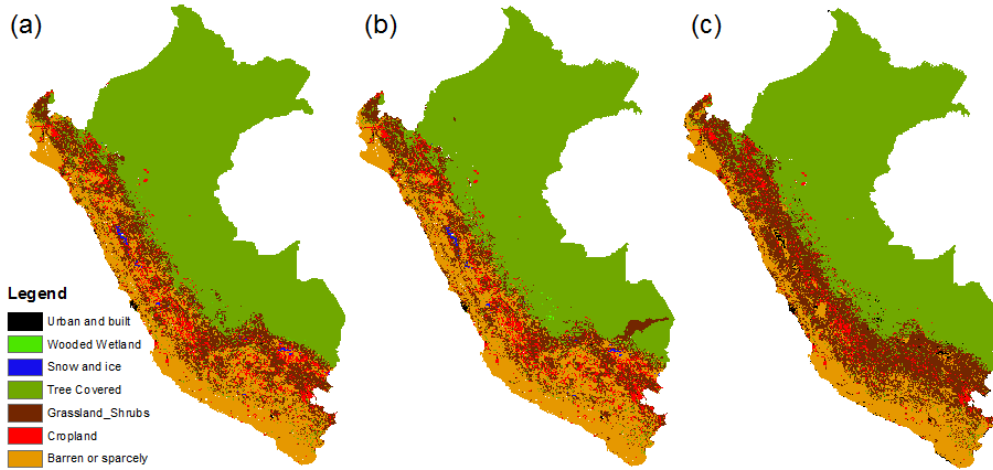 (a) (b) (c)
Legend
Urban and built
Wooded Wetland
Snow and ice
Tree Covered
Grassland_Shrubs
Cropland
Barren or sparcely